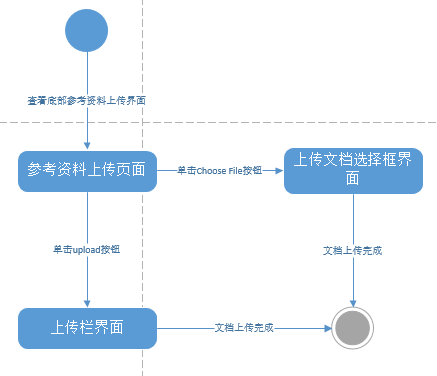 查看底部参考资料上传界面
参考资料上传页面
单击Choose File按钮
上传文档选择框界
面
单击upload按钮
文档上传完成
上传栏界面
文档上传完成